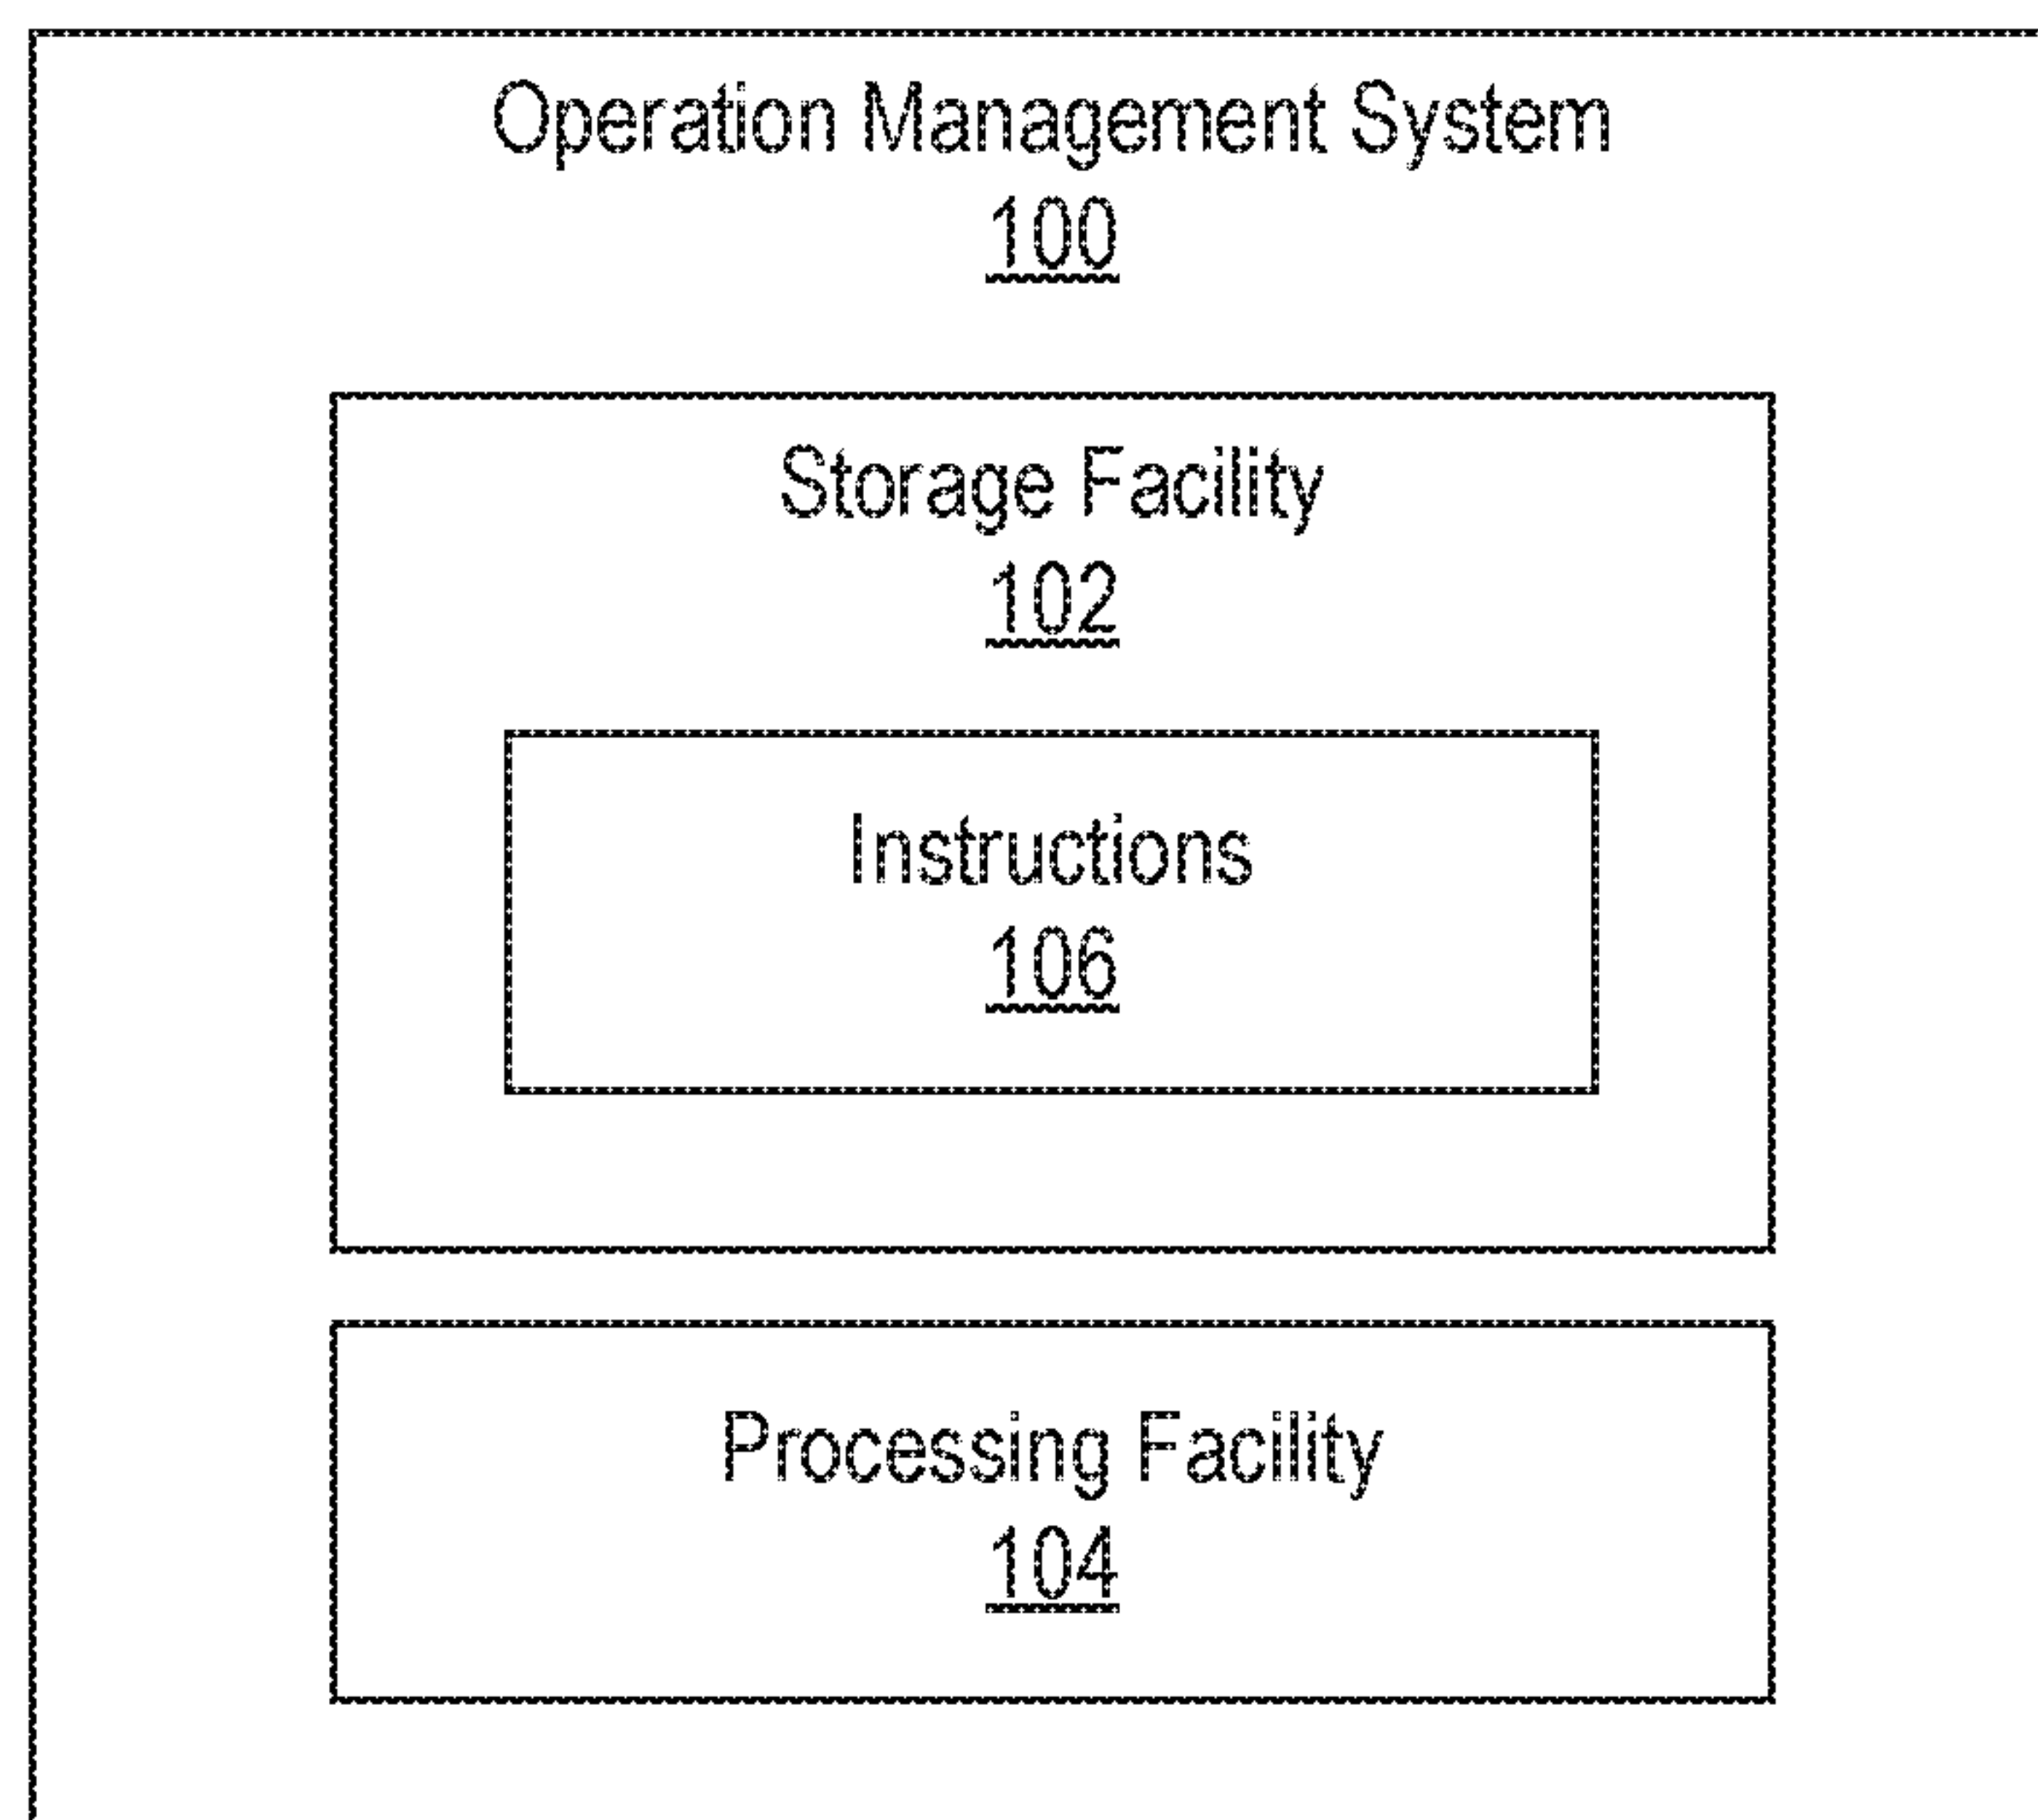 Operation Management System
100
Storage Facility
102
Instructions
106
Processing Facility
104